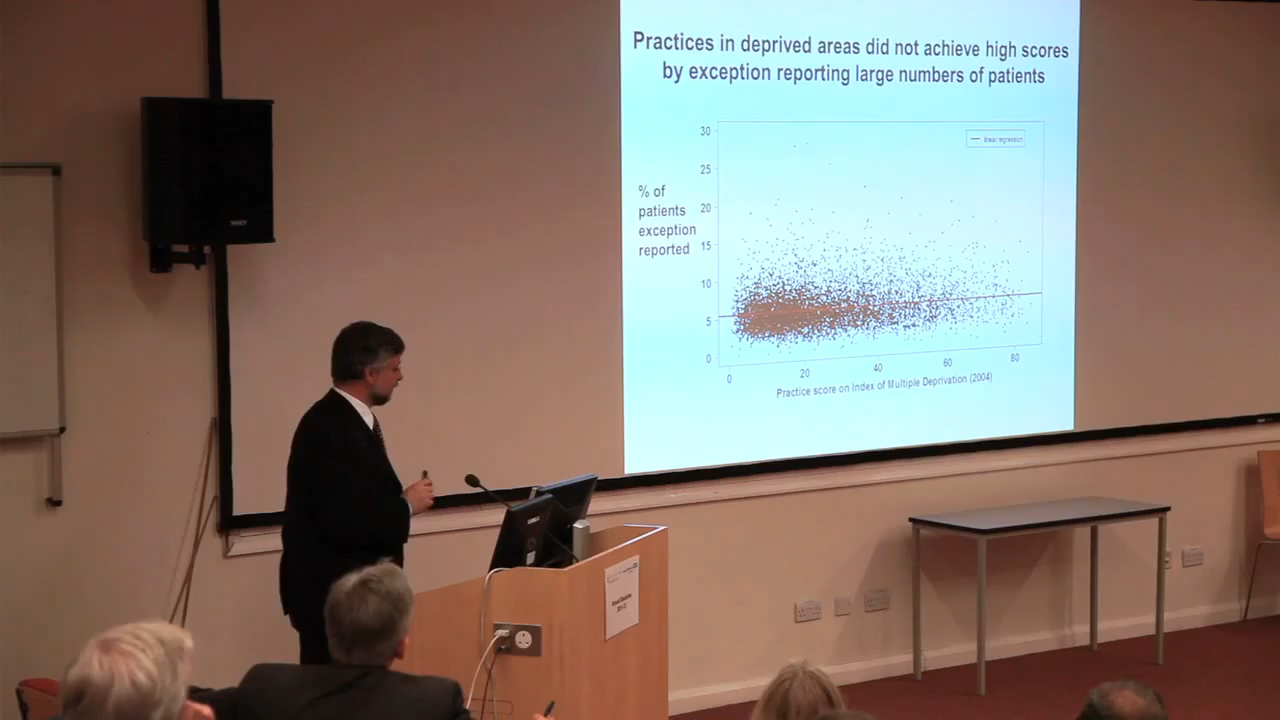 Practices in deprived areas did not achieve high scores
by exception reporting large numbers of patients
30
25
20
15
10
5
0
linear regression
% of
patients
exception
reported
0
20
40
60
80
Practice score on Index of Multiple Deprivation (2004)